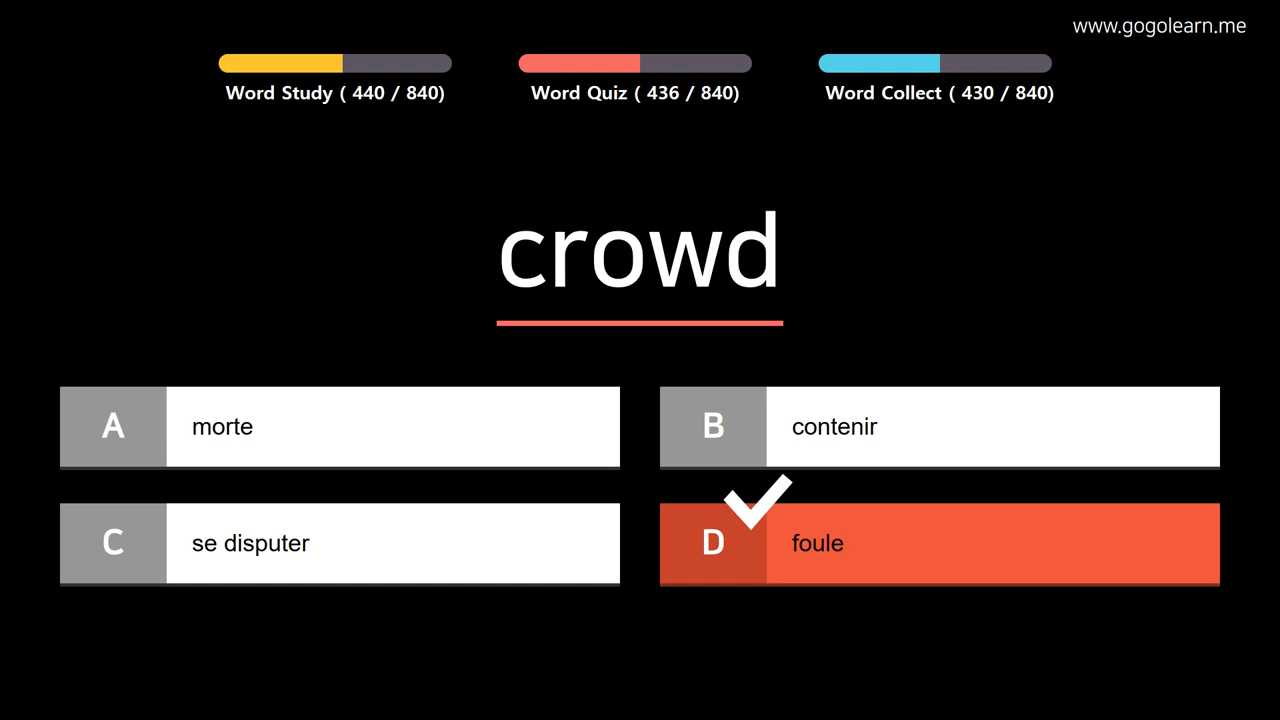 www.gogolearn.me
Word Study ( 440 / 840)
Word Quiz ( 436 / 840)
Word Collect ( 430 / 840)
crowd
A morte
B contenir
C se disputer
D foule